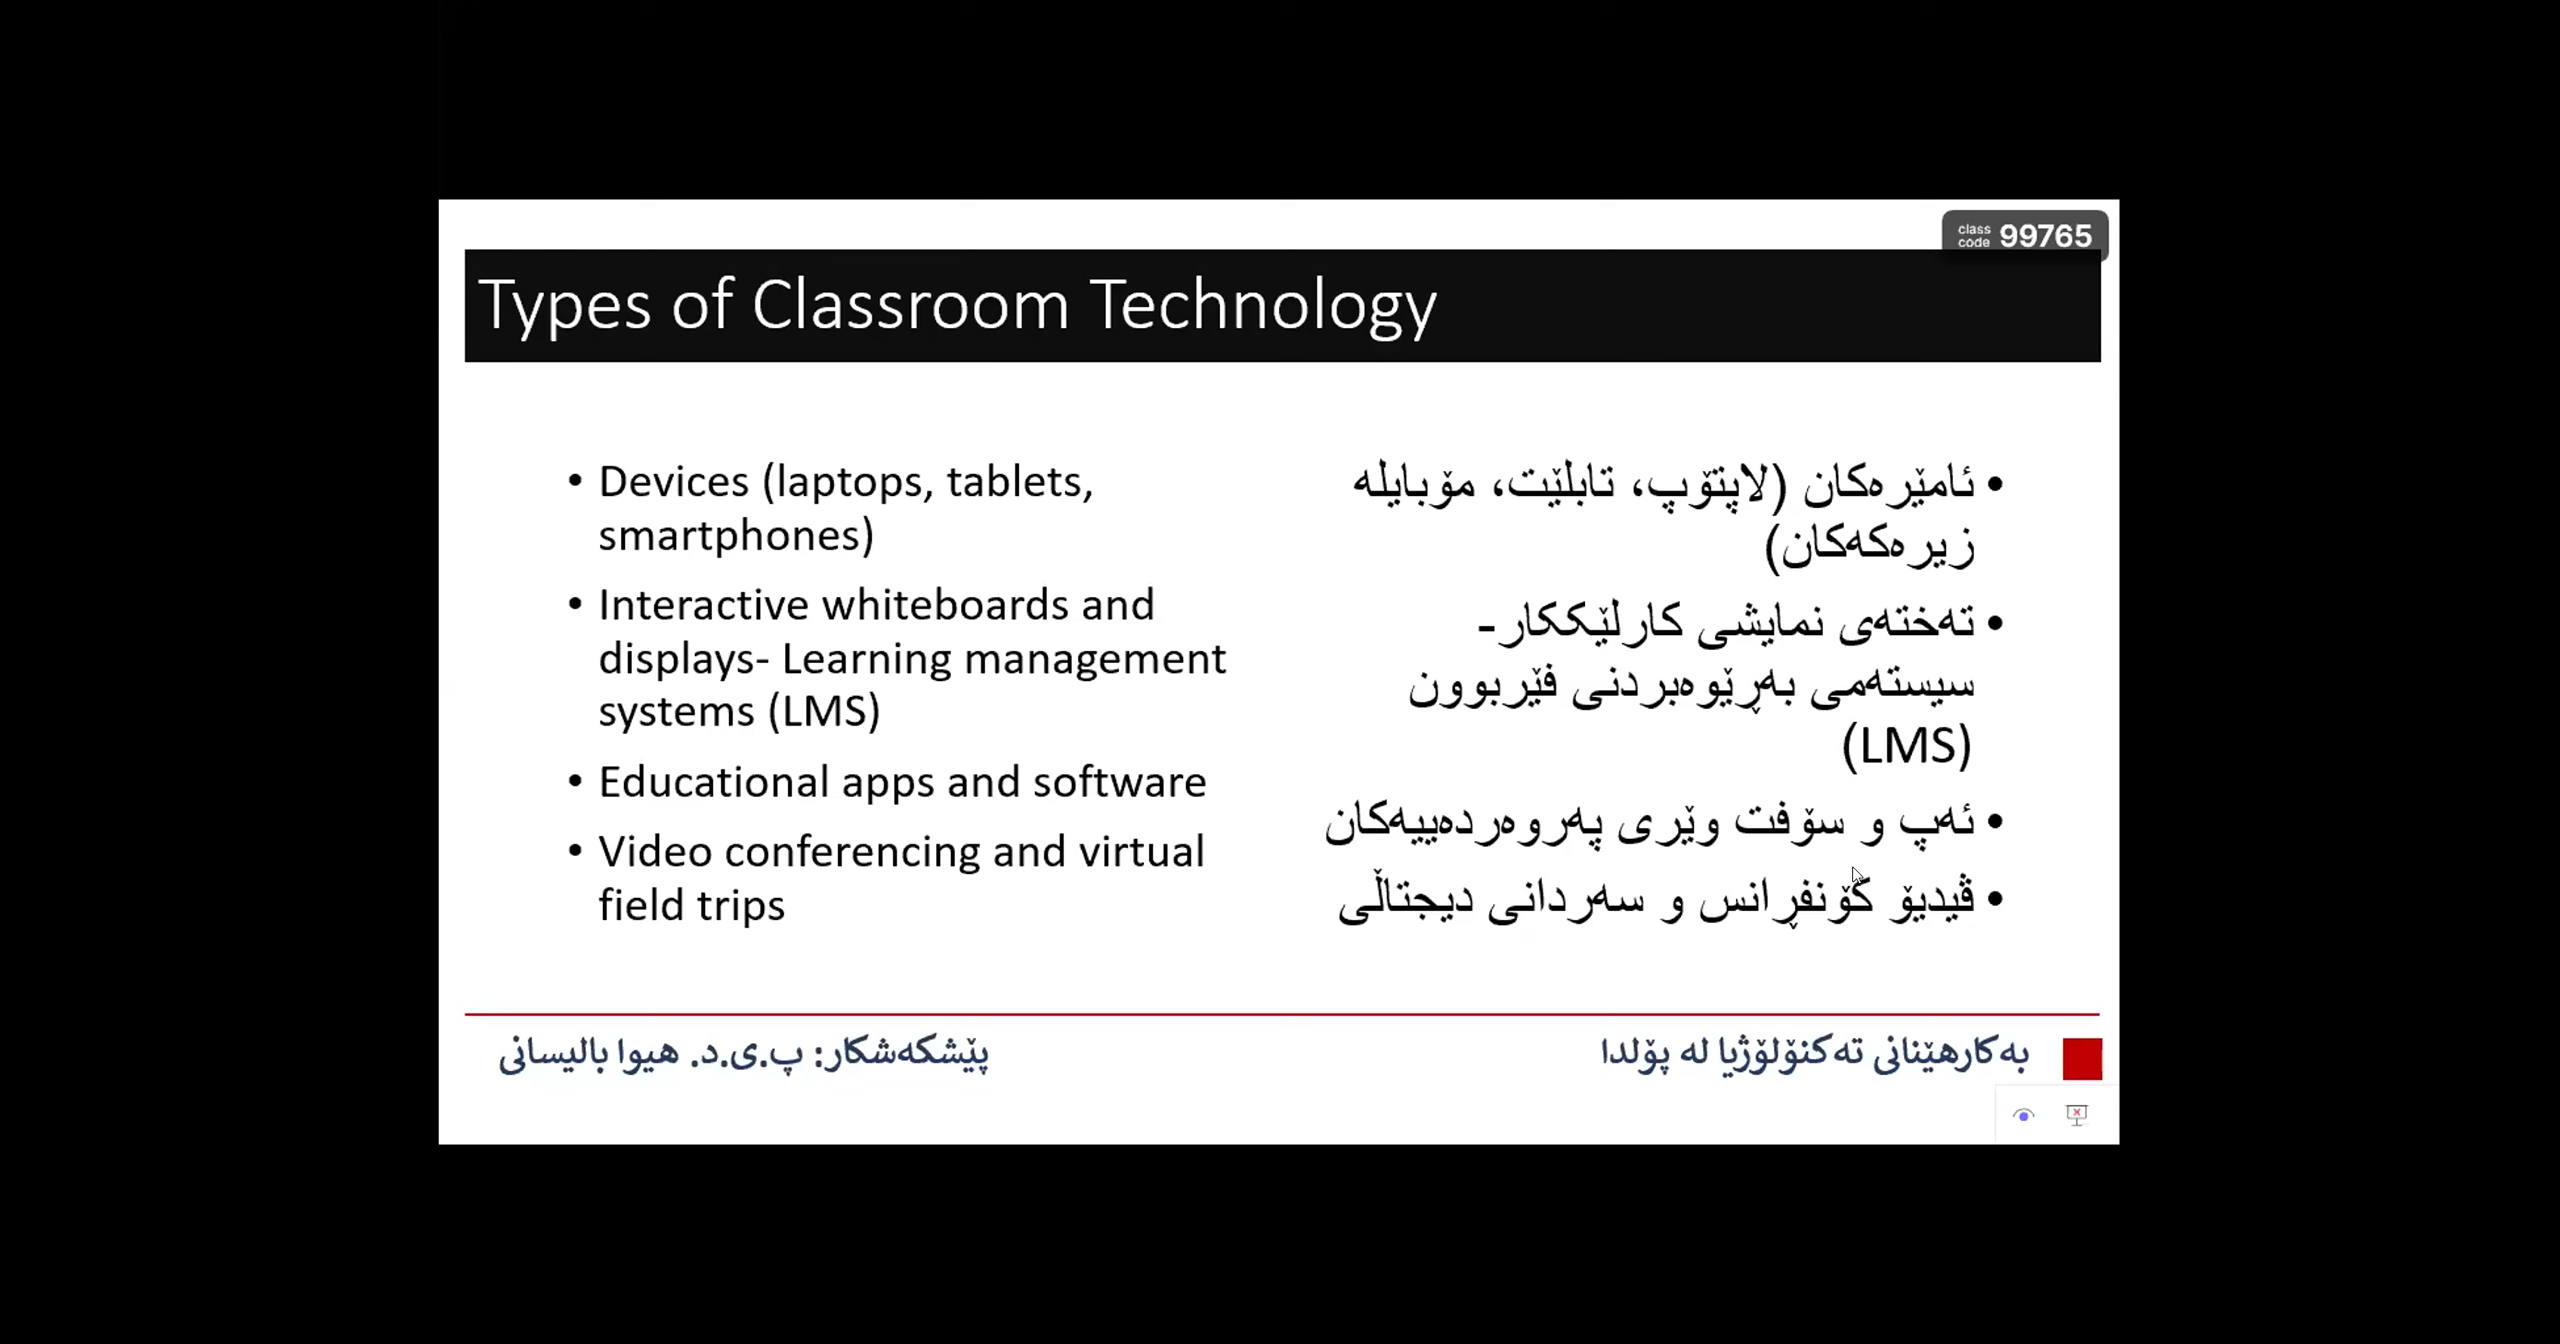 class code 99765
Types of Classroom Technology
• Devices (laptops, tablets,
smartphones)
• Interactive whiteboards and
displays- Learning management
systems (LMS)
• Educational apps and software
• Video conferencing and virtual
field trips
• ئامێرەکان (لاپتۆپ، تابلێت، مۆبایلە
زیرەکەکان)
• تەختەی نمایشی کارلێککار-
سیستەمی بەڕێوەبردنی فێربوون
(LMS)
• ئەپ و سۆفت وێری پەروەردەییەکان
• ڤیدیۆ کۆنفڕانس و سەردانی دیجتاڵی
بەکارهێنانی تەکنۆلۆژیا لە پۆلدا
پێشکەشکار: پ.ی.د. هیوا بالیسانی